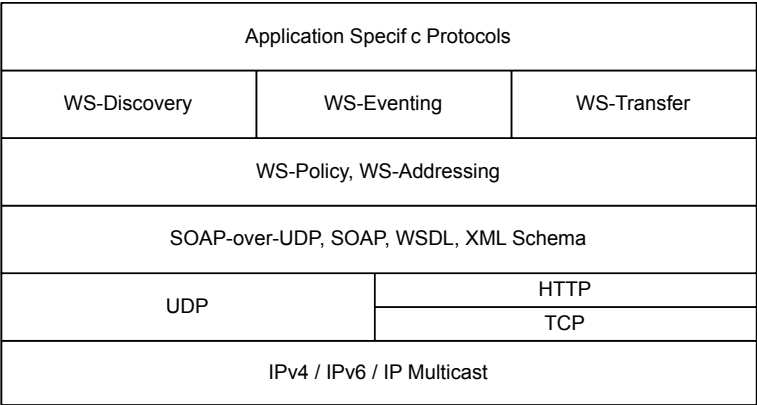 Application Specif c Protocols
WS-Discovery
WS-Eventing
WS-Transfer
WS-Policy, WS-Addressing
SOAP-over-UDP, SOAP, WSDL, XML Schema
UDP
HTTP
TCP
IPv4 / IPv6 / IP Multicast